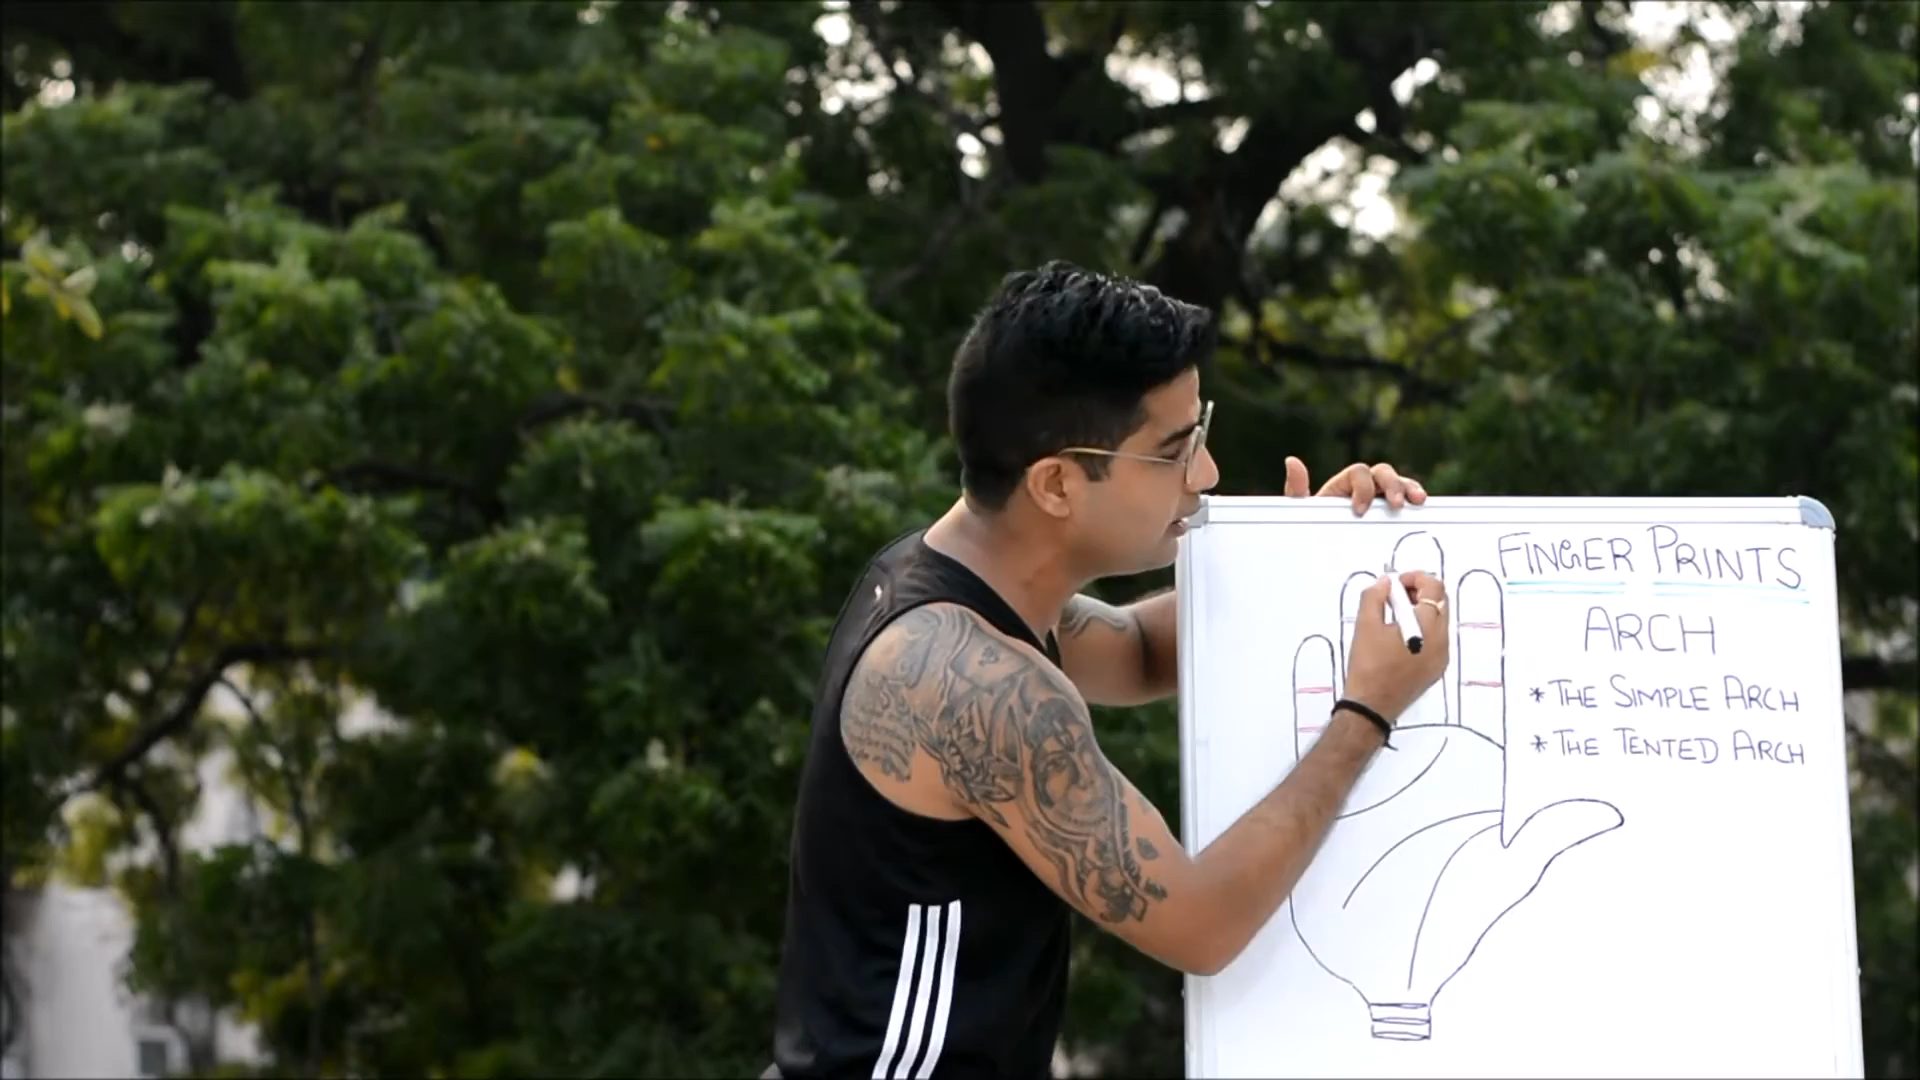 FINGER PRINTS
ARCH
* THE SIMPLE ARCH
* THE TENTED ARCH